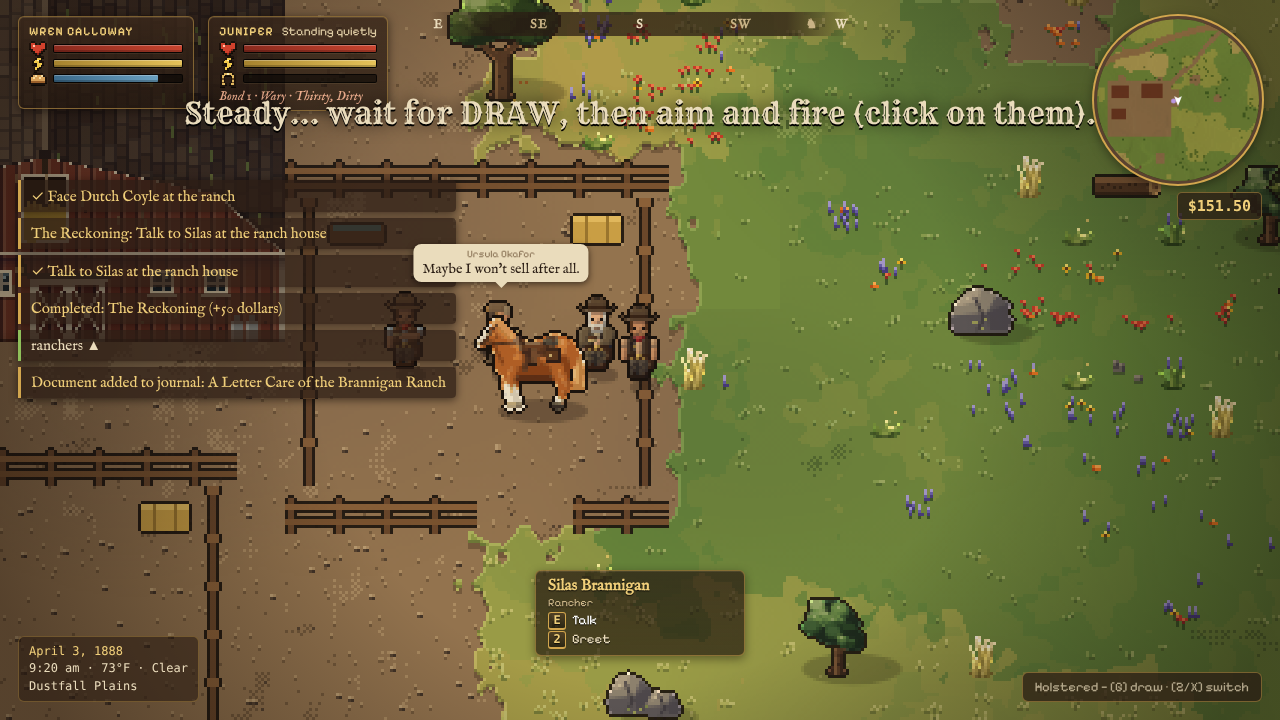 WREN CALLOWAY
JUNIPER Standing quietly
Bond 1 · Wary · Thirsty, Dirty
E SE S SW W
Steady... wait for DRAW, then aim and fire (click on them).
$151.50
✓ Face Dutch Coyle at the ranch
The Reckoning: Talk to Silas at the ranch house
✓ Talk to Silas at the ranch house
Completed: The Reckoning (+50 dollars)
ranchers ▲
Document added to journal: A Letter Care of the Brannigan Ranch
Ursula Okafor
Maybe I won't sell after all.
Silas Brannigan
Rancher
E Talk
2 Greet
April 3, 1888
9:20 am · 73°F · Clear
Dustfall Plains
Holstered - (G) draw · (Z/X) switch